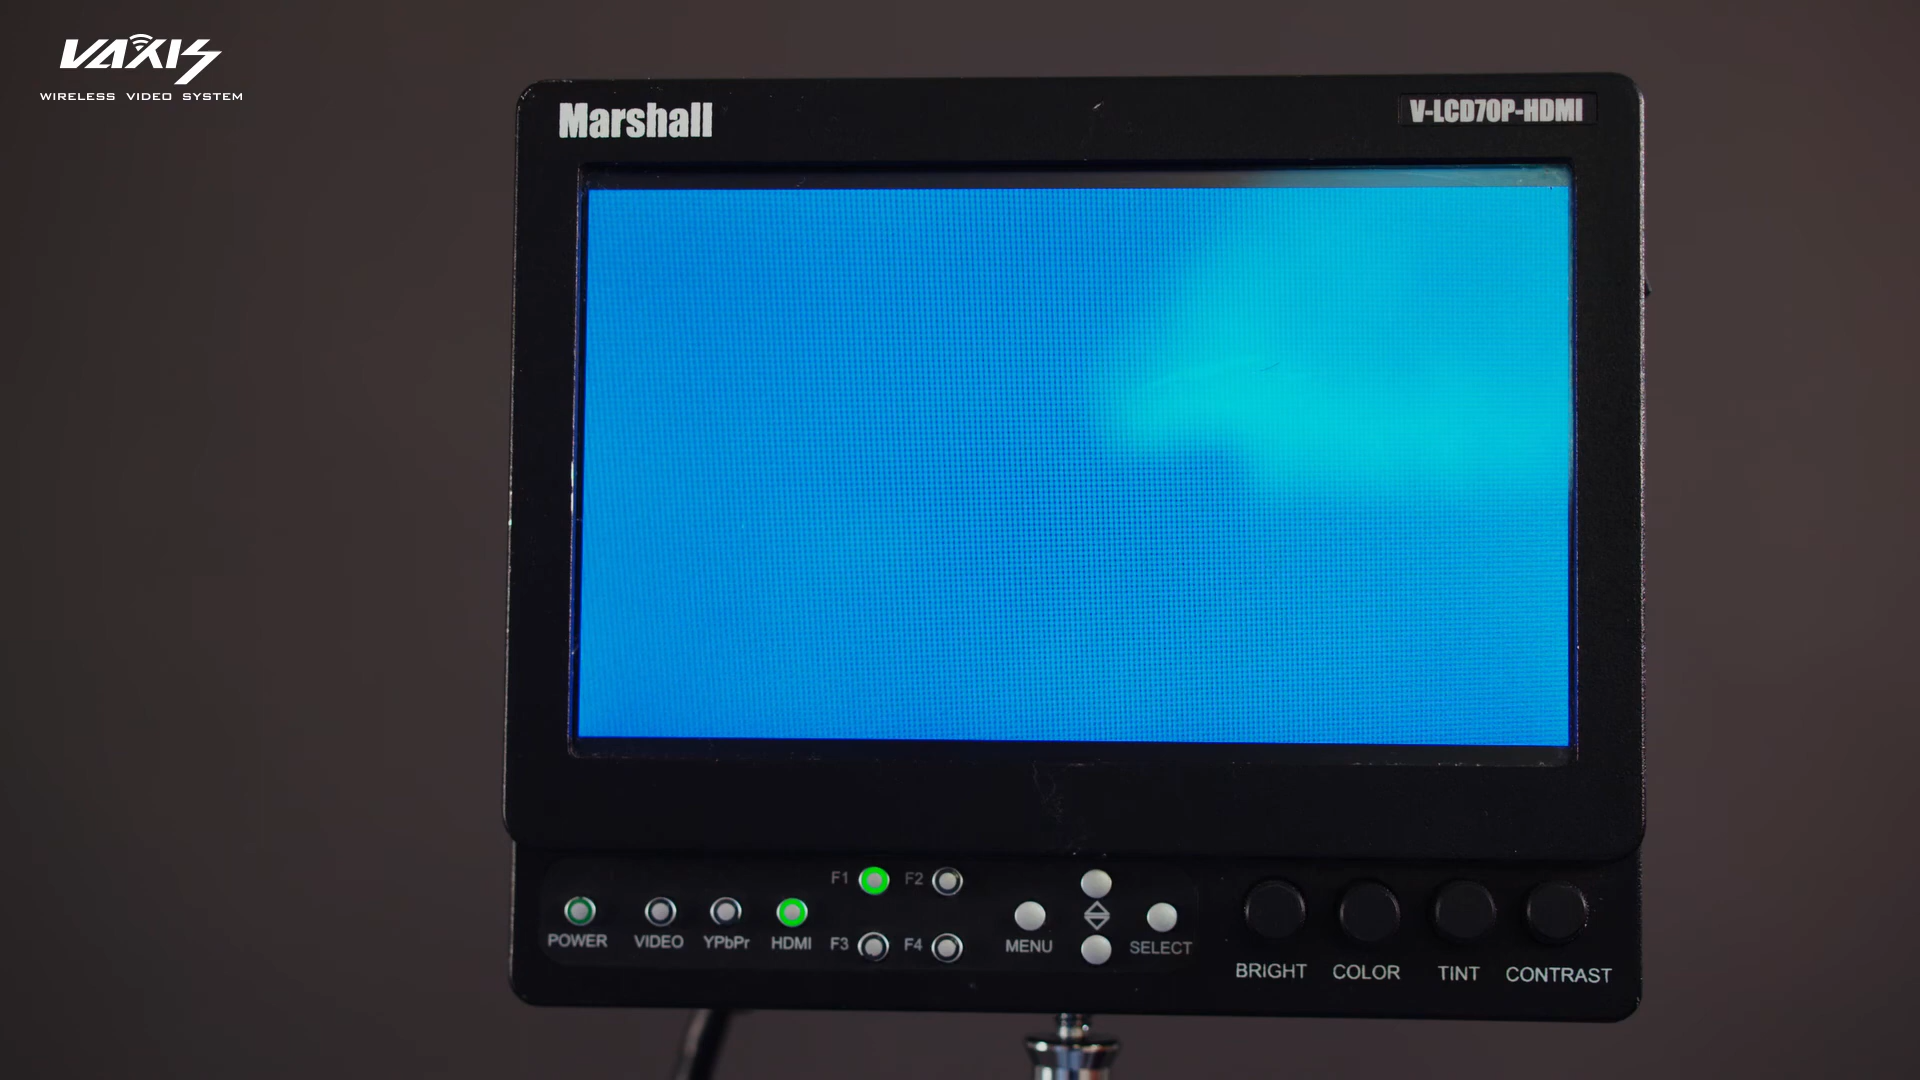 VAXIS
WIRELESS VIDEO SYSTEM
Marshall
V-LCD70P-HDMI
F1 F2
POWER VIDEO YPbPr HDMI F3 F4 MENU SELECT
BRIGHT COLOR TINT CONTRAST